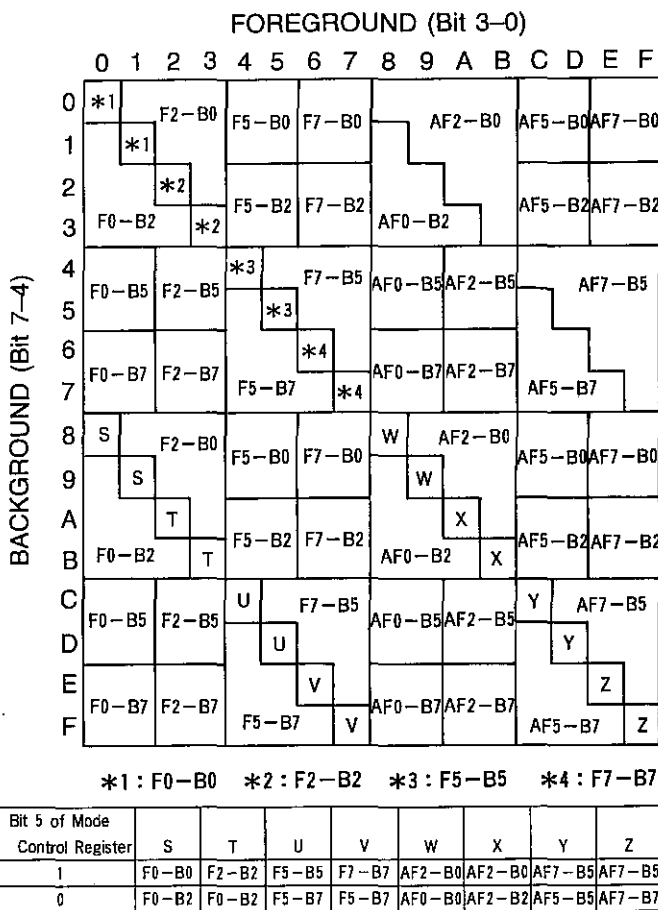 FOREGROUND (Bit 3–0)
0 1 2 3 4 5 6 7 8 9 A B C D E F
BACKGROUND (Bit 7–4)
0 *1 F2-B0 F5-B0 F7-B0 AF2-B0 AF5-B0 AF7-B0
1 *1
2 *2 F5-B2 F7-B2 AF5-B2 AF7-B2
3 F0-B2 *2 AF0-B2
4 F0-B5 F2-B5 *3 F7-B5 AF0-B5 AF2-B5 AF7-B5
5 *3
6 F0-B7 F2-B7 *4 AF0-B7 AF2-B7
7 F5-B7 *4 AF5-B7
8 S F2-B0 F5-B0 F7-B0 W AF2-B0 AF5-B0 AF7-B0
9 S W
A T F5-B2 F7-B2 X AF5-B2 AF7-B2
B F0-B2 T AF0-B2 X
C F0-B5 F2-B5 U F7-B5 AF0-B5 AF2-B5 Y AF7-B5
D U Y
E F0-B7 F2-B7 V AF0-B7 AF2-B7 Z
F F5-B7 V AF5-B7 Z
*1 : F0-B0 *2 : F2-B2 *3 : F5-B5 *4 : F7-B7
Bit 5 of Mode
Control Register S T U V W X Y Z
1 F0-B0 F2-B2 F5-B5 F7-B7 AF2-B0 AF2-B0 AF7-B5 AF7-B5
0 F0-B2 F0-B2 F5-B7 F5-B7 AF0-B0 AF2-B2 AF5-B5 AF7-B7